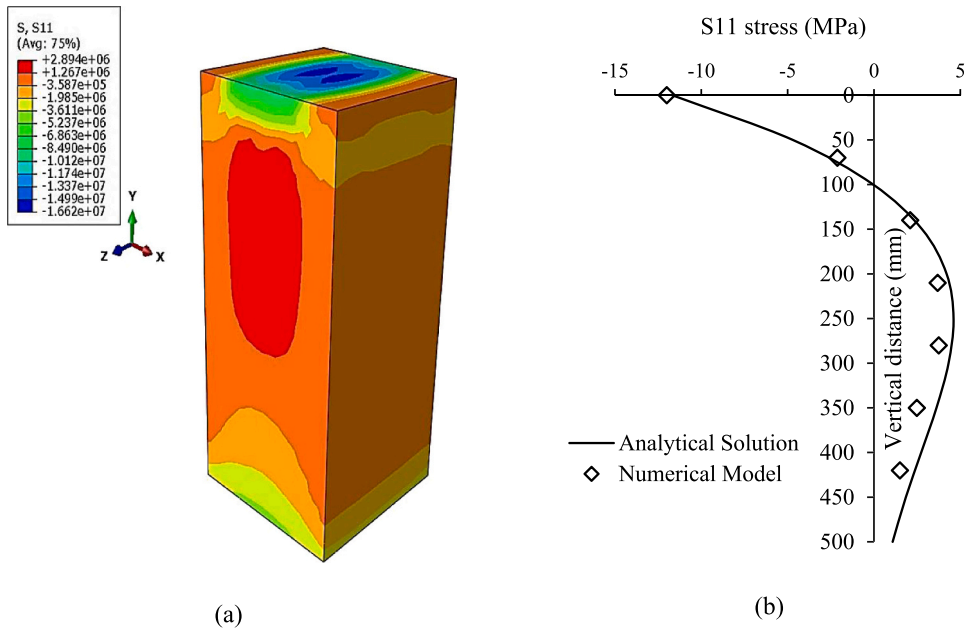 S, S11
(Avg: 75%)
+2.894e+06
+1.267e+06
-3.587e+05
-1.985e+06
-3.611e+06
-5.237e+06
-6.863e+06
-8.490e+06
-1.012e+07
-1.174e+07
-1.337e+07
-1.499e+07
-1.662e+07
Y
Z
X
(a)
S11 stress (MPa)
-15
-10
-5
0
5
0
50
100
150
200
250
300
350
400
450
500
Vertical distance (mm)
Analytical Solution
Numerical Model
(b)